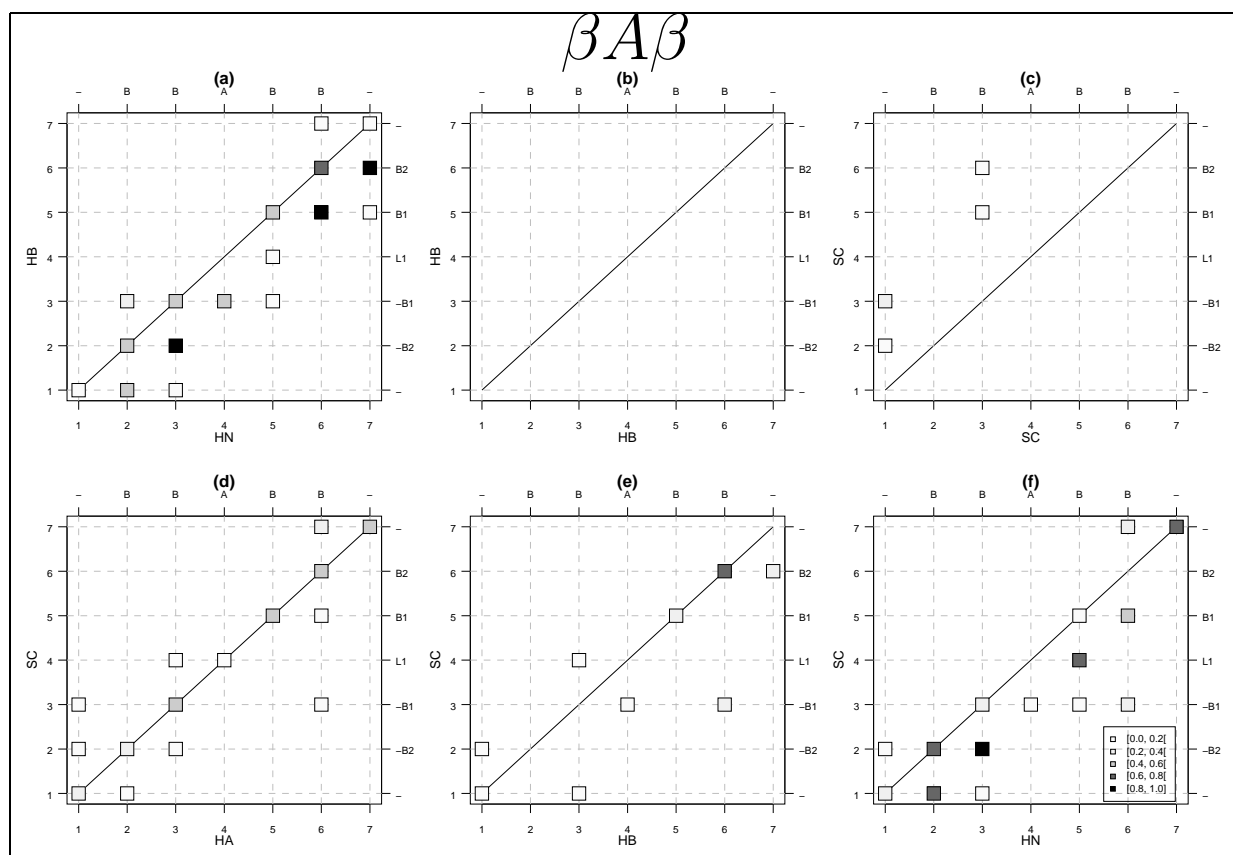 βAβ
(a) (b) (c)
– B B A B B – – B B A B B – – B B A B B –
7 – 7 – 7 –
6 B2 6 B2 6 B2
5 B1 5 B1 5 B1
HB 4 L1 HB 4 L1 SC 4 L1
3 –B1 3 –B1 3 –B1
2 –B2 2 –B2 2 –B2
1 – 1 – 1 –
1 2 3 4 5 6 7 1 2 3 4 5 6 7 1 2 3 4 5 6 7
HN HB SC
(d) (e) (f)
– B B A B B – – B B A B B – – B B A B B –
7 – 7 – 7 –
6 B2 6 B2 6 B2
5 B1 5 B1 5 B1
SC 4 L1 SC 4 L1 SC 4 L1
3 –B1 3 –B1 3 –B1
[0.0, 0.2[
2 –B2 2 –B2 2 [0.2, 0.4[ –B2
[0.4, 0.6[
[0.6, 0.8[
1 – 1 – 1 [0.8, 1.0] –
1 2 3 4 5 6 7 1 2 3 4 5 6 7 1 2 3 4 5 6 7
HA HB HN